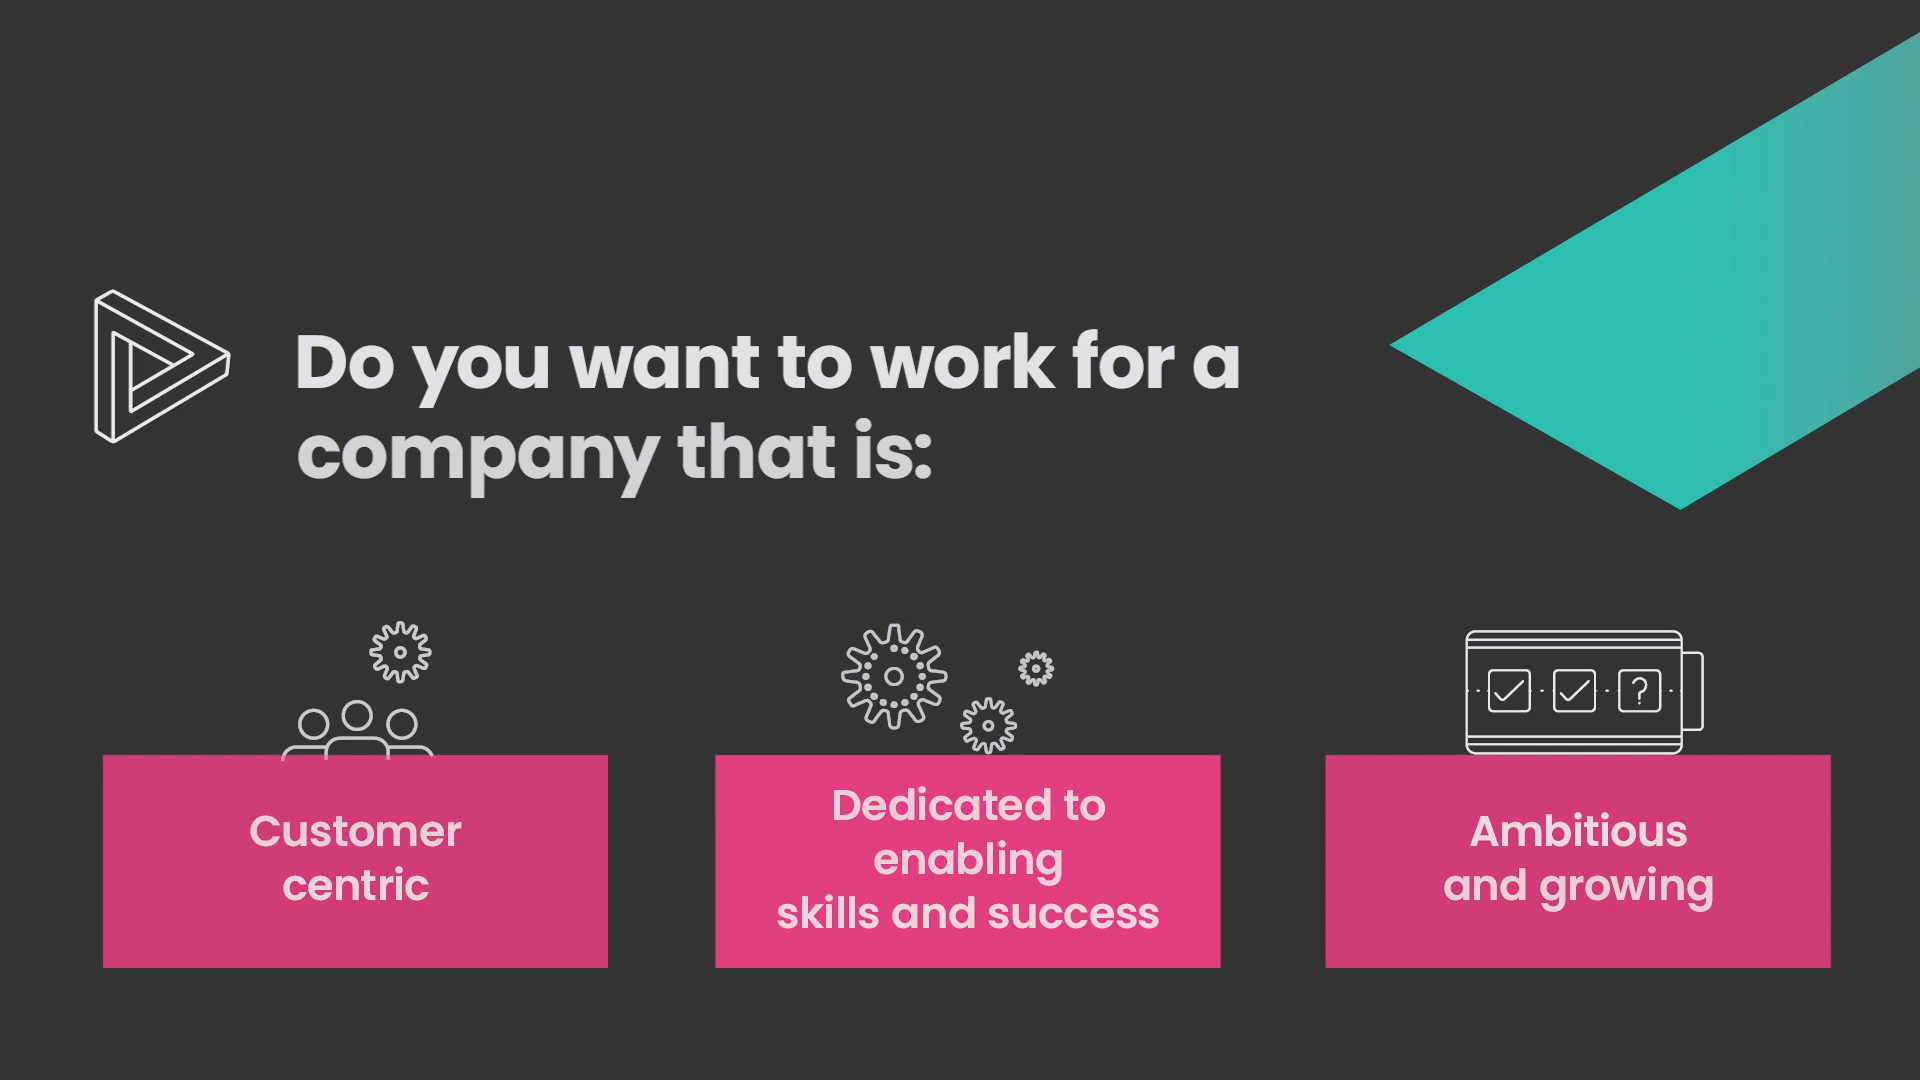 Do you want to work for a
company that is:
Customer
centric
Dedicated to
enabling
skills and success
?
Ambitious
and growing